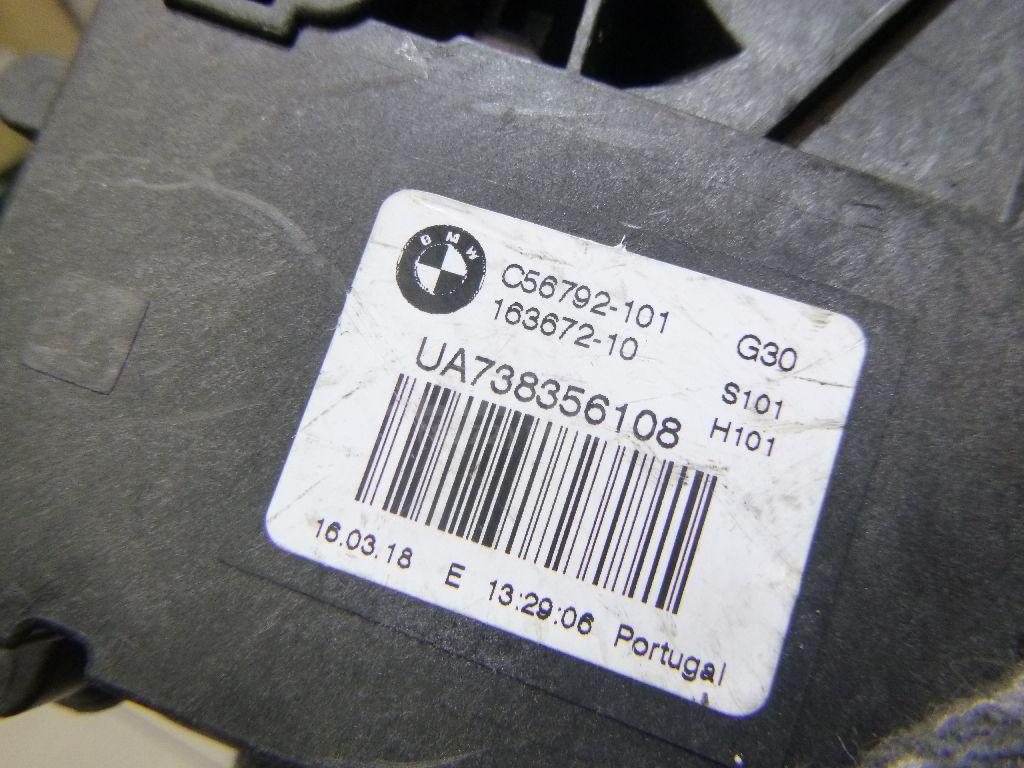 BMW
C56792-101
163672-10
G30
UA738356108
S101
H101
16.03.18 E 13:29:06 Portugal